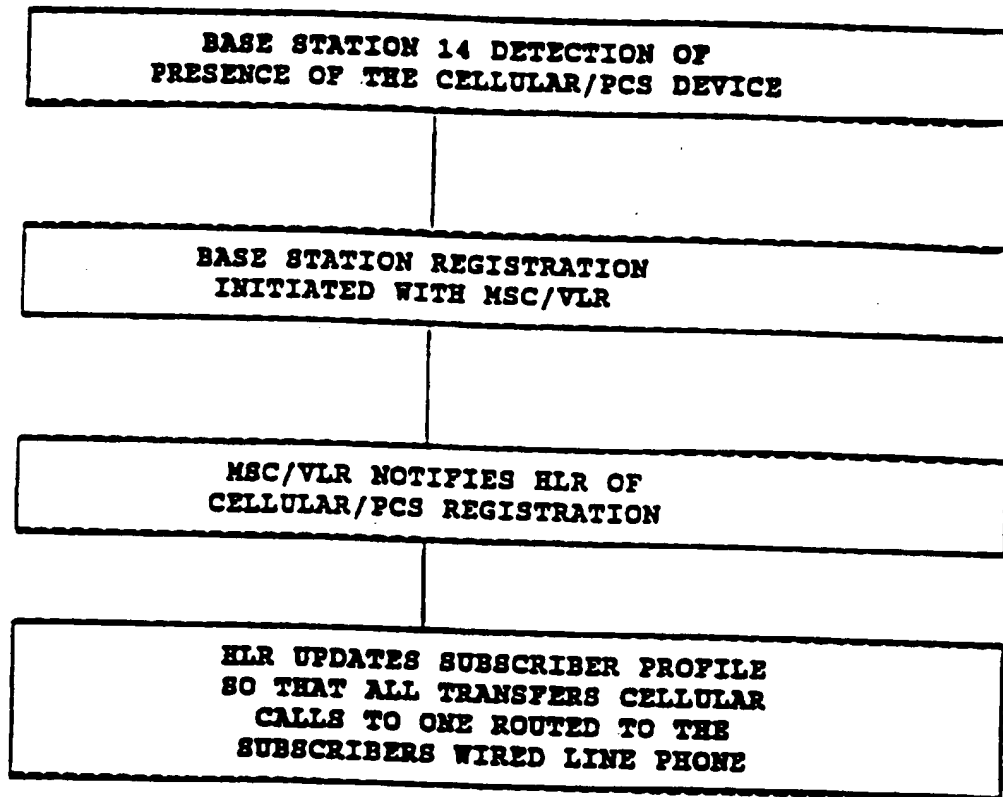 BASE STATION 14 DETECTION OF
PRESENCE OF THE CELLULAR/PCS DEVICE
BASE STATION REGISTRATION
INITIATED WITH MSC/VLR
MSC/VLR NOTIFIES HLR OF
CELLULAR/PCS REGISTRATION
HLR UPDATES SUBSCRIBER PROFILE
SO THAT ALL TRANSFERS CELLULAR
CALLS TO ONE ROUTED TO THE
SUBSCRIBERS WIRED LINE PHONE